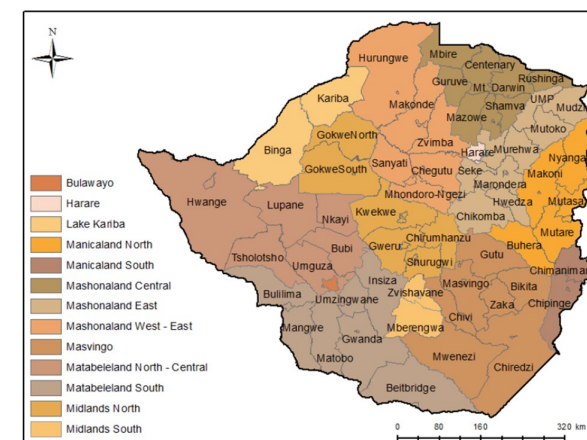 N
Hurungwe
Mbire
Centenary
Rushinga
Guruve
Mt. Darwin
Kariba
Makonde
Shamva
UMP
Mudzi
Mazowe
Mutoko
GokweNorth
Zvimba
Binga
Harare
Murehwa
Nyanga
GokweSouth
Sanyati
Chegutu
Seke
Makoni
Marondera
Mhondoro-Ngezi
Hwedza
Mutasa
Hwange
Lupane
Kwekwe
Chikomba
Nkayi
Mutare
Chirumhanzu
Buhera
Bubi
Gweru
Gutu
Tsholotsho
Umguza
Shurugwi
Chimanimani
Insiza
Masvingo
Bikita
Bulilima
Zvishavane
Umzingwane
Zaka
Chipinge
Mangwe
Mberengwa
Chivi
Gwanda
Matobo
Mwenezi
Chiredzi
Beitbridge
Bulawayo
Harare
Lake Kariba
Manicaland North
Manicaland South
Mashonaland Central
Mashonaland East
Mashonaland West - East
Masvingo
Matabeleland North - Central
Matabeleland South
Midlands North
Midlands South
0 80 160 320 km